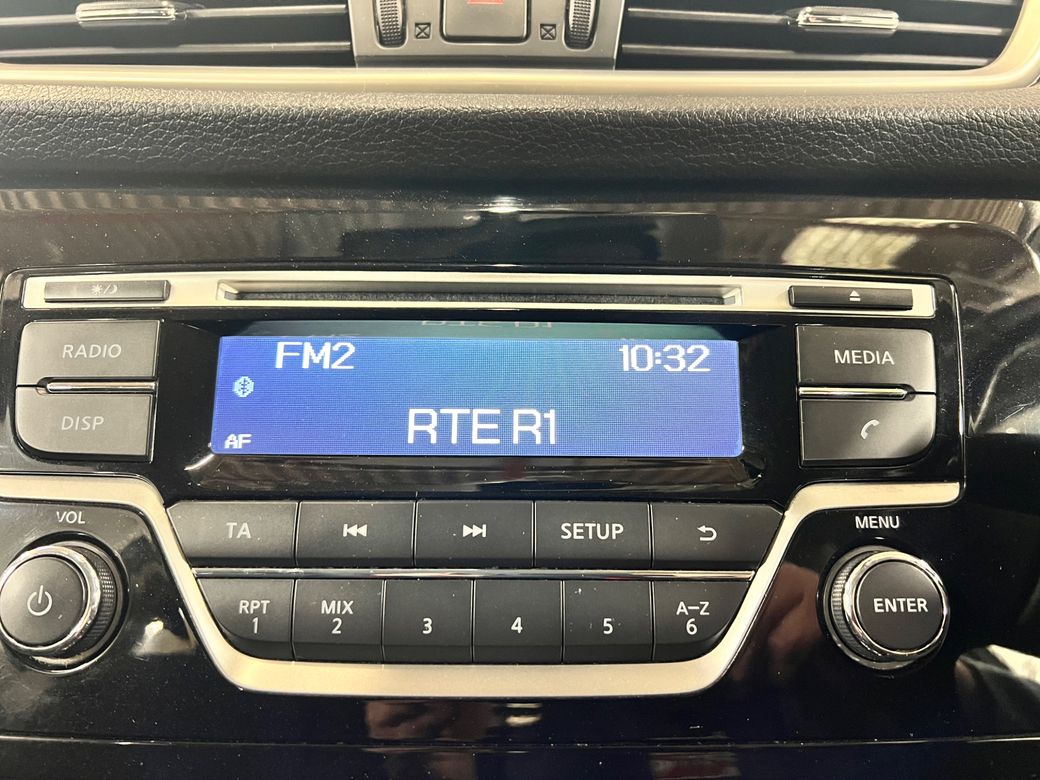 RADIO
DISP
FM2 10:32
RTE R1
AF
MEDIA
VOL
TA
SETUP
MENU
RPT 1
MIX 2
3
4
5
A-Z 6
ENTER